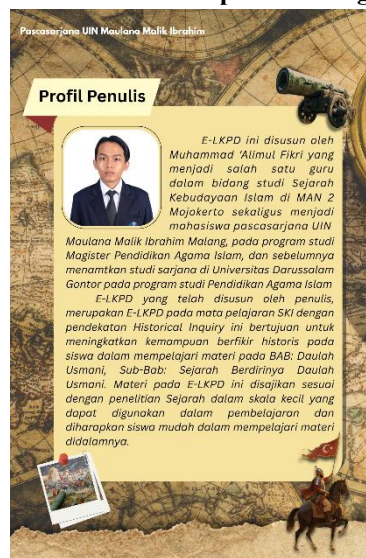 Pascasarjana UIN Maulana Malik Ibrahim
Profil Penulis
E-LKPD ini disusun oleh
Muhammad 'Alimul Fikri yang
menjadi salah satu guru
dalam bidang studi Sejarah
Kebudayaan Islam di MAN 2
Mojokerto sekaligus menjadi
mahasiswa pascasarjana UIN
Maulana Malik Ibrahim Malang, pada program studi
Magister Pendidikan Agama Islam, dan sebelumnya
menamtkan studi sarjana di Universitas Darussalam
Gontor pada program studi Pendidikan Agama Islam
E-LKPD yang telah disusun oleh penulis,
merupakan E-LKPD pada mata pelajaran SKI dengan
pendekatan Historical Inquiry ini bertujuan untuk
meningkatkan kemampuan berfikir historis pada
siswa dalam mempelajari materi pada BAB: Daulah
Usmani, Sub-Bab: Sejarah Berdirinya Daulah
Usmani. Materi pada E-LKPD ini disajikan sesuai
dengan penelitian Sejarah dalam skala kecil yang
dapat digunakan dalam pembelajaran dan
diharapkan siswa mudah dalam mempelajari materi
didalamnya.